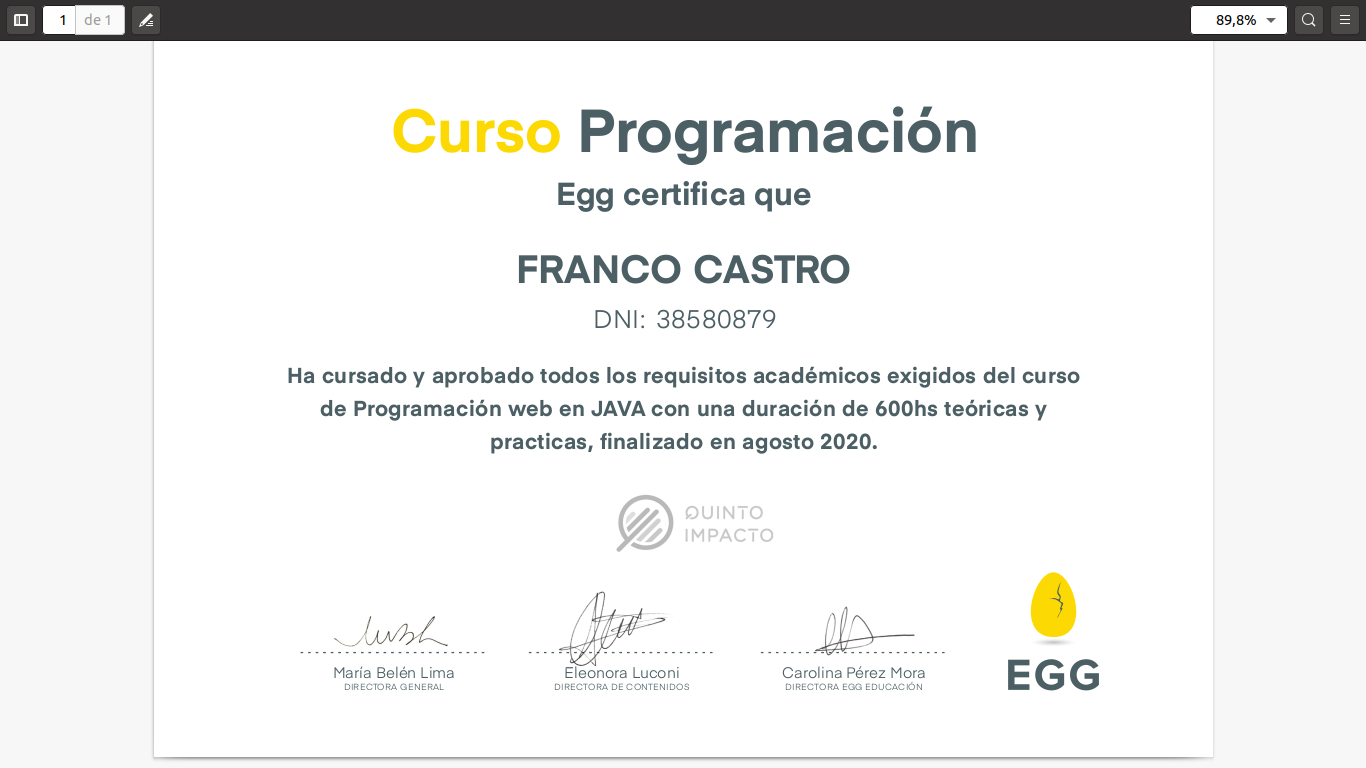 1 de 1
89,8%
Curso Programación
Egg certifica que
FRANCO CASTRO
DNI: 38580879
Ha cursado y aprobado todos los requisitos académicos exigidos del curso
de Programación web en JAVA con una duración de 600hs teóricas y
practicas, finalizado en agosto 2020.
QUINTO
IMPACTO
María Belén Lima
DIRECTORA GENERAL
Eleonora Luconi
DIRECTORA DE CONTENIDOS
Carolina Pérez Mora
DIRECTORA EGG EDUCACIÓN
EGG